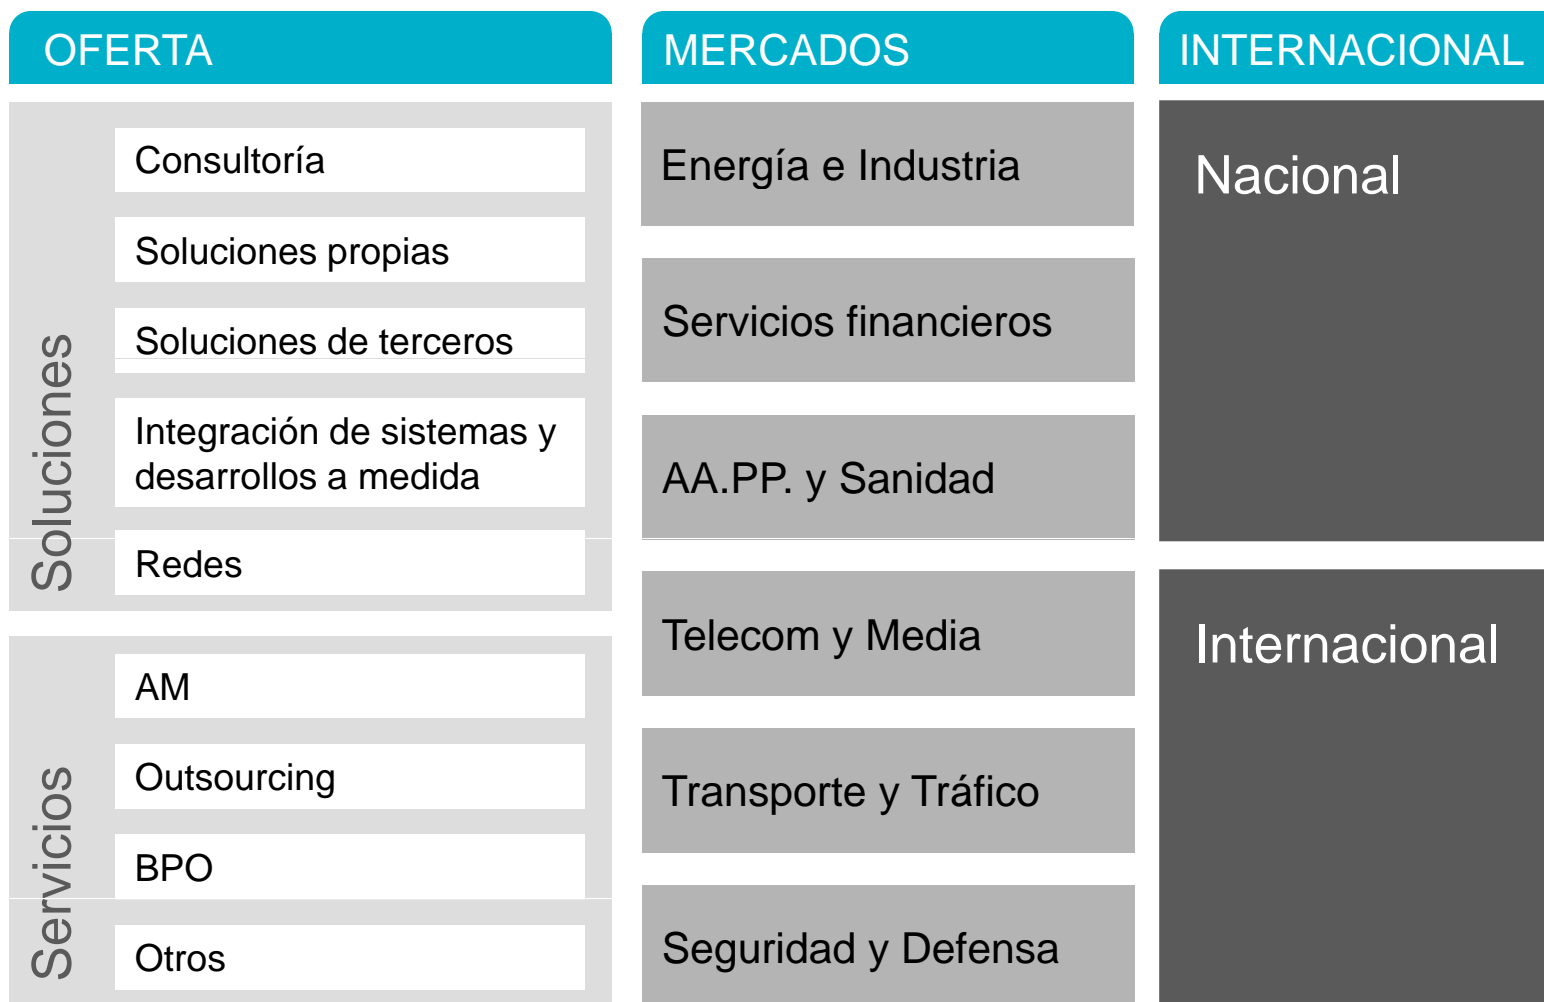 OFERTA
Soluciones
Consultoría
Soluciones propias
Soluciones de terceros
Integración de sistemas y
desarrollos a medida
Redes
Servicios
AM
Outsourcing
BPO
Otros
MERCADOS
Energía e Industria
Servicios financieros
AA.PP. y Sanidad
Telecom y Media
Transporte y Tráfico
Seguridad y Defensa
INTERNACIONAL
Nacional
Internacional